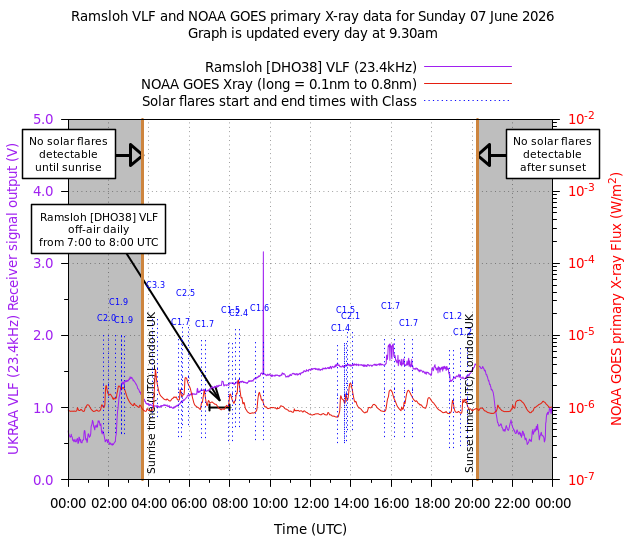 Ramsloh VLF and NOAA GOES primary X-ray data for Sunday 07 June 2026
Graph is updated every day at 9.30am
Ramsloh [DHO38] VLF (23.4kHz)
NOAA GOES Xray (long = 0.1nm to 0.8nm)
Solar flares start and end times with Class
5.0
4.0
3.0
2.0
1.0
0.0
UKRAA VLF (23.4kHz) Receiver signal output (V)
10⁻²
10⁻³
10⁻⁴
10⁻⁵
10⁻⁶
10⁻⁷
NOAA GOES primary X-ray Flux (W/m²)
No solar flares
detectable
until sunrise
No solar flares
detectable
after sunset
Ramsloh [DHO38] VLF
off-air daily
from 7:00 to 8:00 UTC
C2.0
C1.9
C1.9
C3.3
C1.7
C2.5
C1.7
C1.5
C2.4
C1.6
C1.4
C1.5
C2.1
C1.7
C1.7
C1.2
Sunrise time (UTC) London UK
Sunset time (UTC) London UK
00:00 02:00 04:00 06:00 08:00 10:00 12:00 14:00 16:00 18:00 20:00 22:00 00:00
Time (UTC)